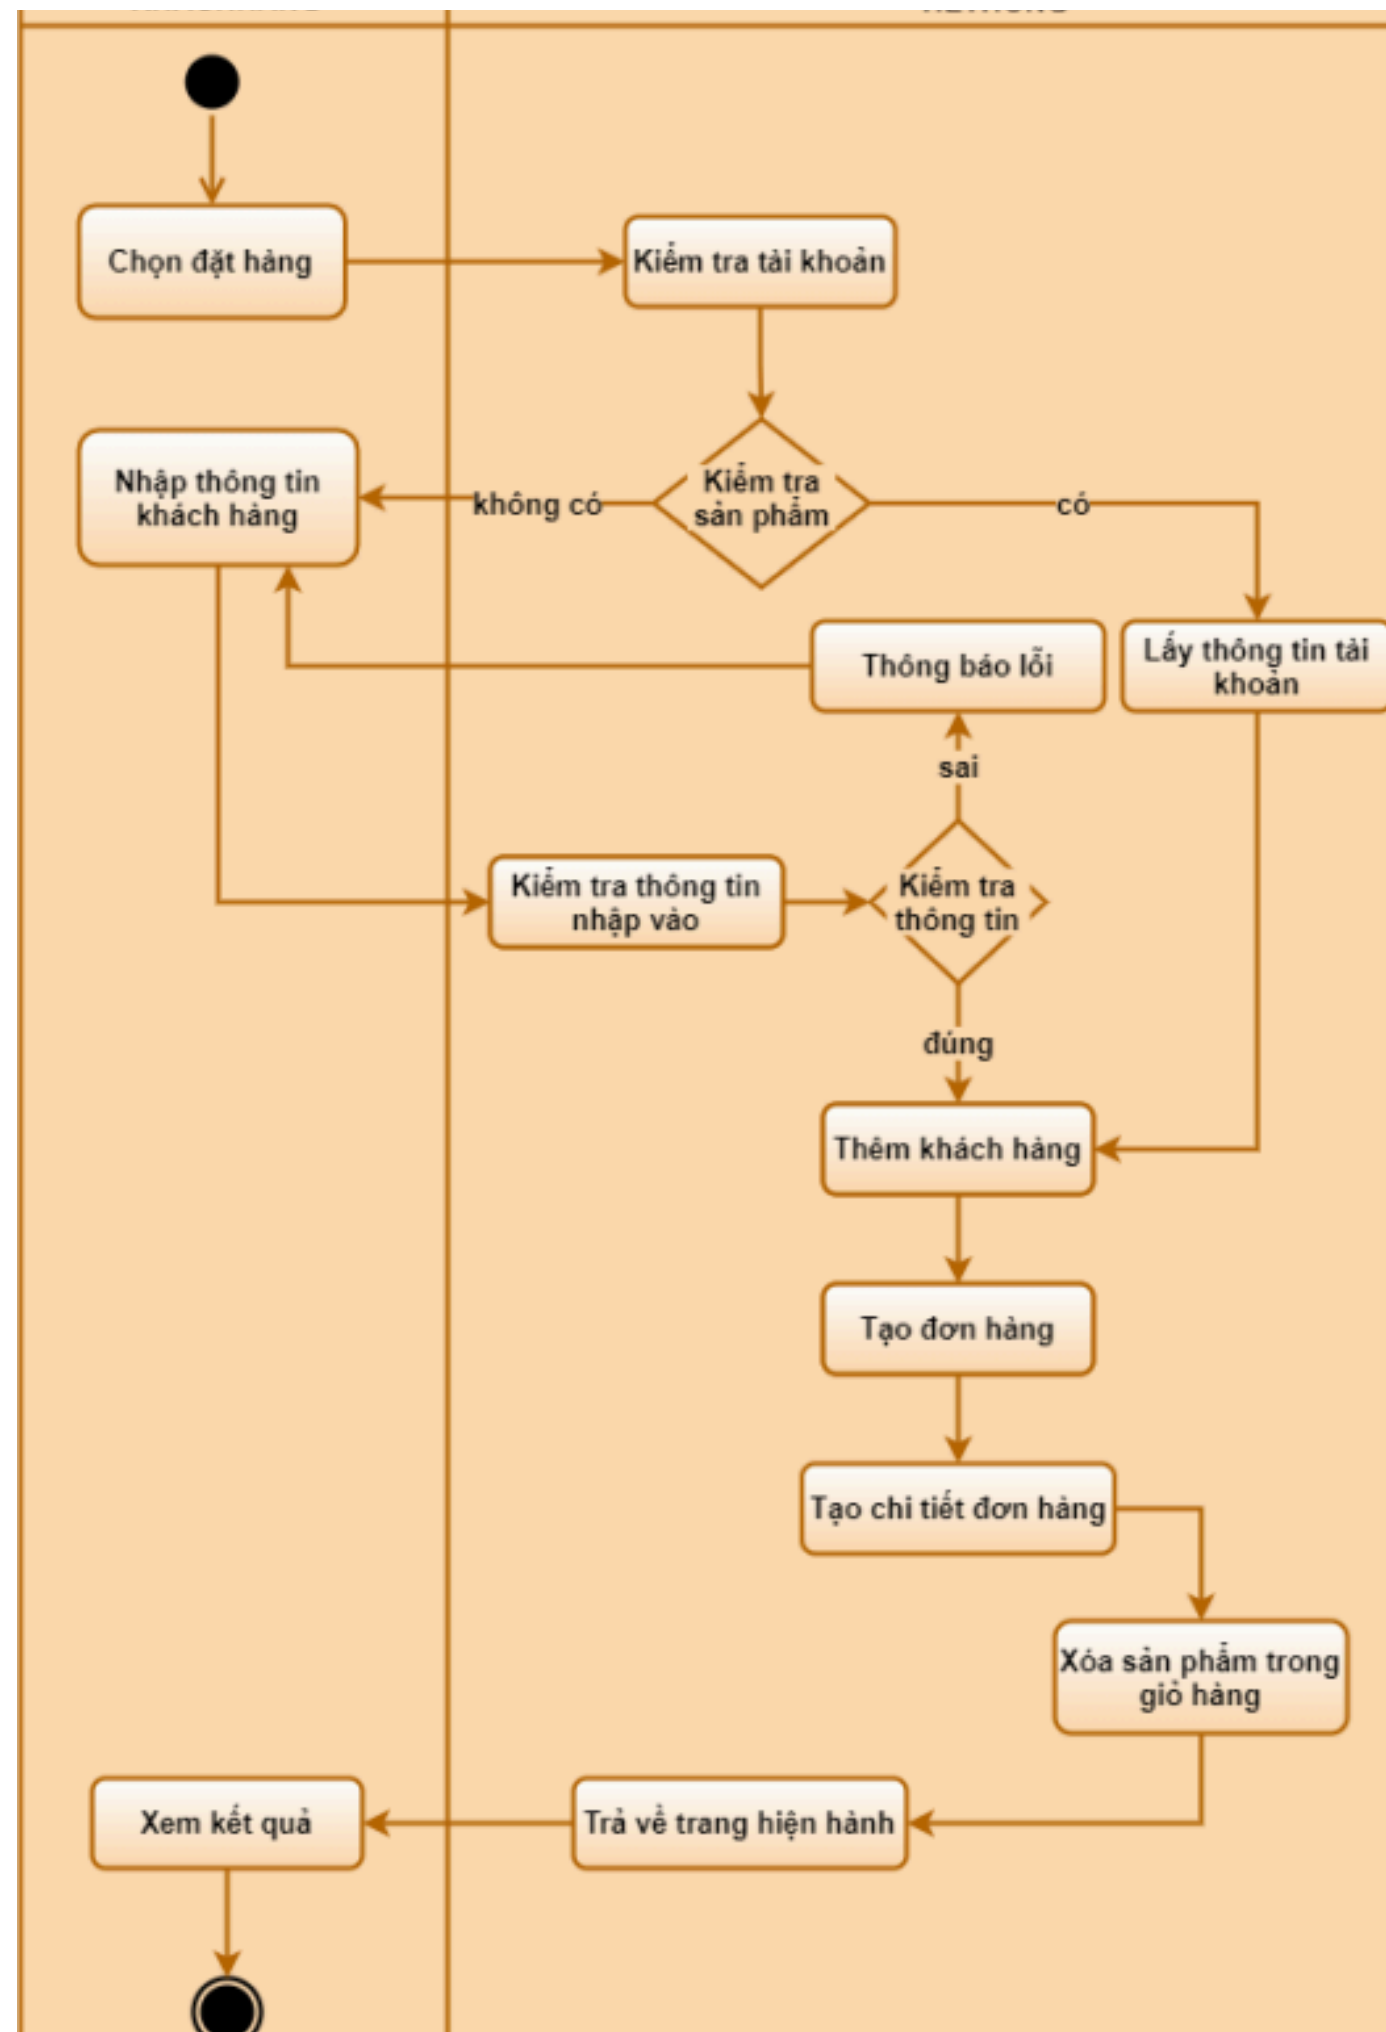 Chọn đặt hàng
Kiểm tra tài khoản
Nhập thông tin
khách hàng
không có
Kiểm tra
sản phẩm
có
Thông báo lỗi
Lấy thông tin tài
khoản
sai
Kiểm tra thông tin
nhập vào
Kiểm tra
thông tin
đúng
Thêm khách hàng
Tạo đơn hàng
Tạo chi tiết đơn hàng
Xóa sản phẩm trong
giỏ hàng
Xem kết quả
Trả về trang hiện hành